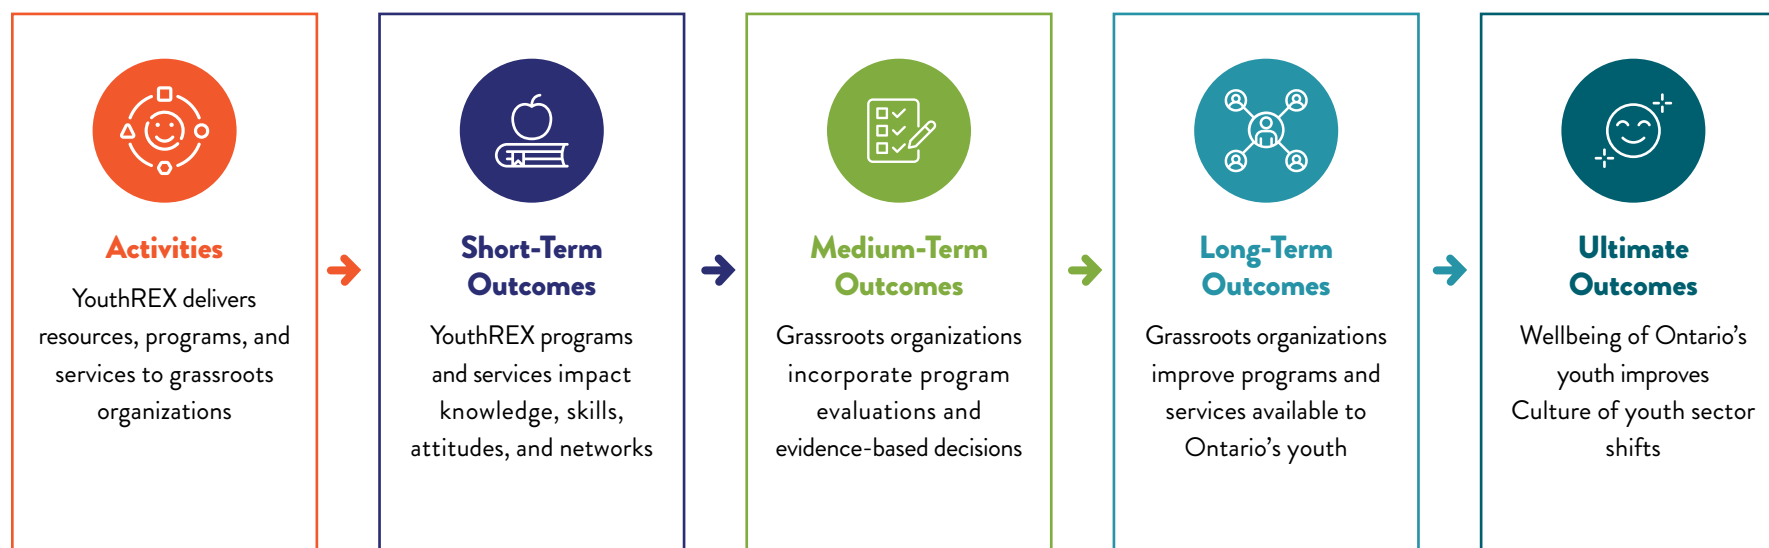 Activities
YouthREX delivers
resources, programs, and
services to grassroots
organizations
Short-Term
Outcomes
YouthREX programs
and services impact
knowledge, skills,
attitudes, and networks
Medium-Term
Outcomes
Grassroots organizations
incorporate program
evaluations and
evidence-based decisions
Long-Term
Outcomes
Grassroots organizations
improve programs and
services available to
Ontario’s youth
Ultimate
Outcomes
Wellbeing of Ontario’s
youth improves
Culture of youth sector
shifts